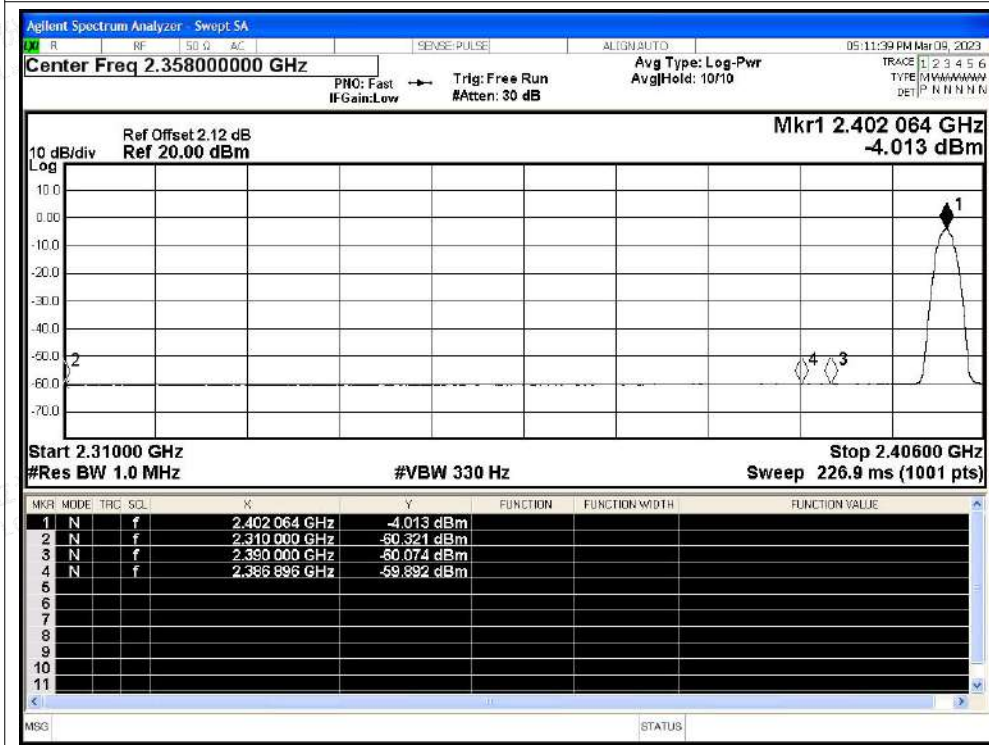 Agilent Spectrum Analyzer - Swept SA
LXI R RF 50 Ω AC SENSE:PULSE ALIGN AUTO 05:11:39 PM Mar 09, 2023
Center Freq 2.358000000 GHz
PNO: Fast
IFGain:Low
Trig: Free Run
#Atten: 30 dB
Avg Type: Log-Pwr
Avg|Hold: 10/10
TRACE 1 2 3 4 5 6
TYPE M WWWWW
DET P N N N N N
Ref Offset 2.12 dB
10 dB/div Ref 20.00 dBm
Log
Mkr1 2.402 064 GHz
-4.013 dBm
10.0
0.00
-10.0
-20.0
-30.0
-40.0
-50.0
-60.0
-70.0
1
2
4
3
Start 2.31000 GHz Stop 2.40600 GHz
#Res BW 1.0 MHz #VBW 330 Hz Sweep 226.9 ms (1001 pts)
MKR MODE TRC SCL X Y FUNCTION FUNCTION WIDTH FUNCTION VALUE
1 N f 2.402 064 GHz -4.013 dBm
2 N f 2.310 000 GHz -60.321 dBm
3 N f 2.390 000 GHz -60.074 dBm
4 N f 2.386 896 GHz -59.892 dBm
5
6
7
8
9
10
11
MSG STATUS